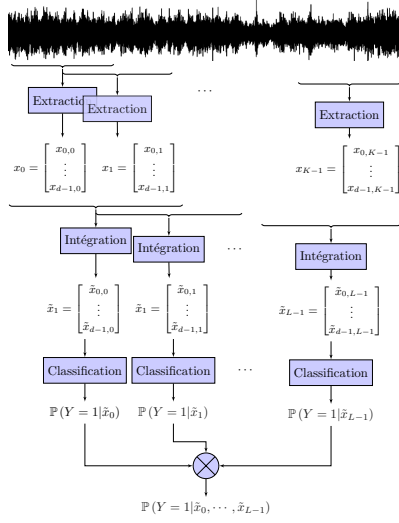 Extraction Extraction ... Extraction
x_0 = [x_{0,0} ⋮ x_{d-1,0}] x_1 = [x_{0,1} ⋮ x_{d-1,1}] x_{K-1} = [x_{0,K-1} ⋮ x_{d-1,K-1}]
Intégration Intégration ... Intégration
x̃_1 = [x̃_{0,0} ⋮ x̃_{d-1,0}] x̃_1 = [x̃_{0,1} ⋮ x̃_{d-1,1}] x̃_{L-1} = [x̃_{0,L-1} ⋮ x̃_{d-1,L-1}]
Classification Classification ... Classification
ℙ(Y = 1|x̃_0) ℙ(Y = 1|x̃_1) ℙ(Y = 1|x̃_{L-1})
ℙ(Y = 1|x̃_0, ⋯ , x̃_{L-1})